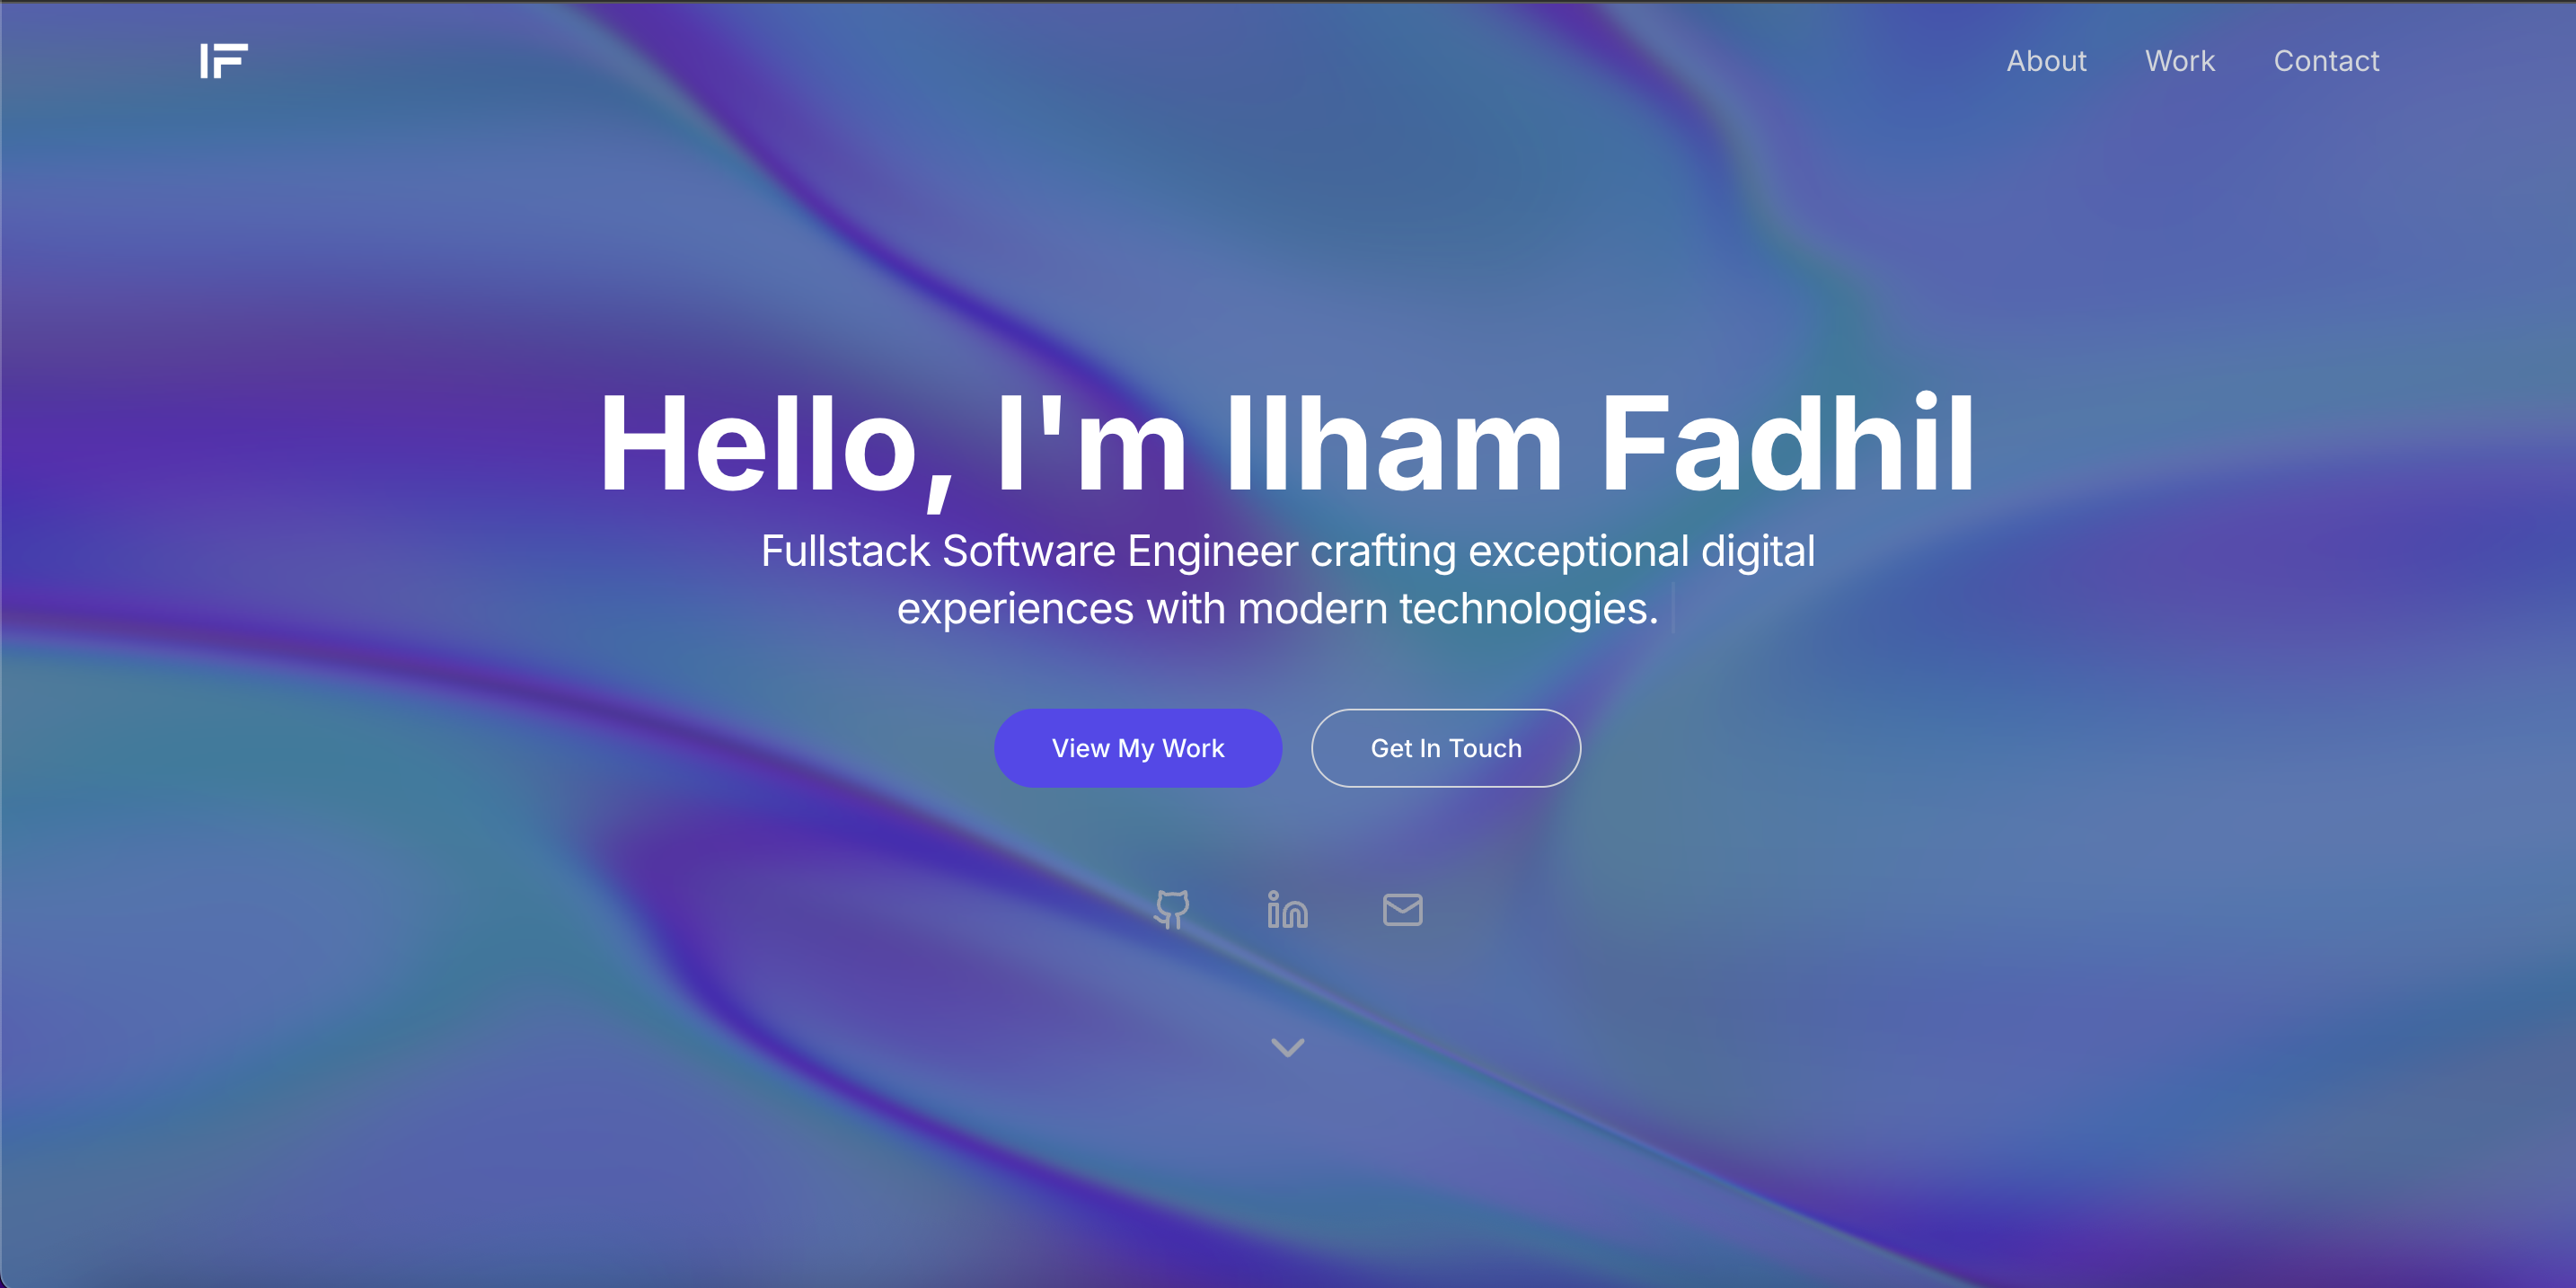 IF
About Work Contact
Hello, I'm Ilham Fadhil
Fullstack Software Engineer crafting exceptional digital
experiences with modern technologies.
View My Work Get In Touch
in